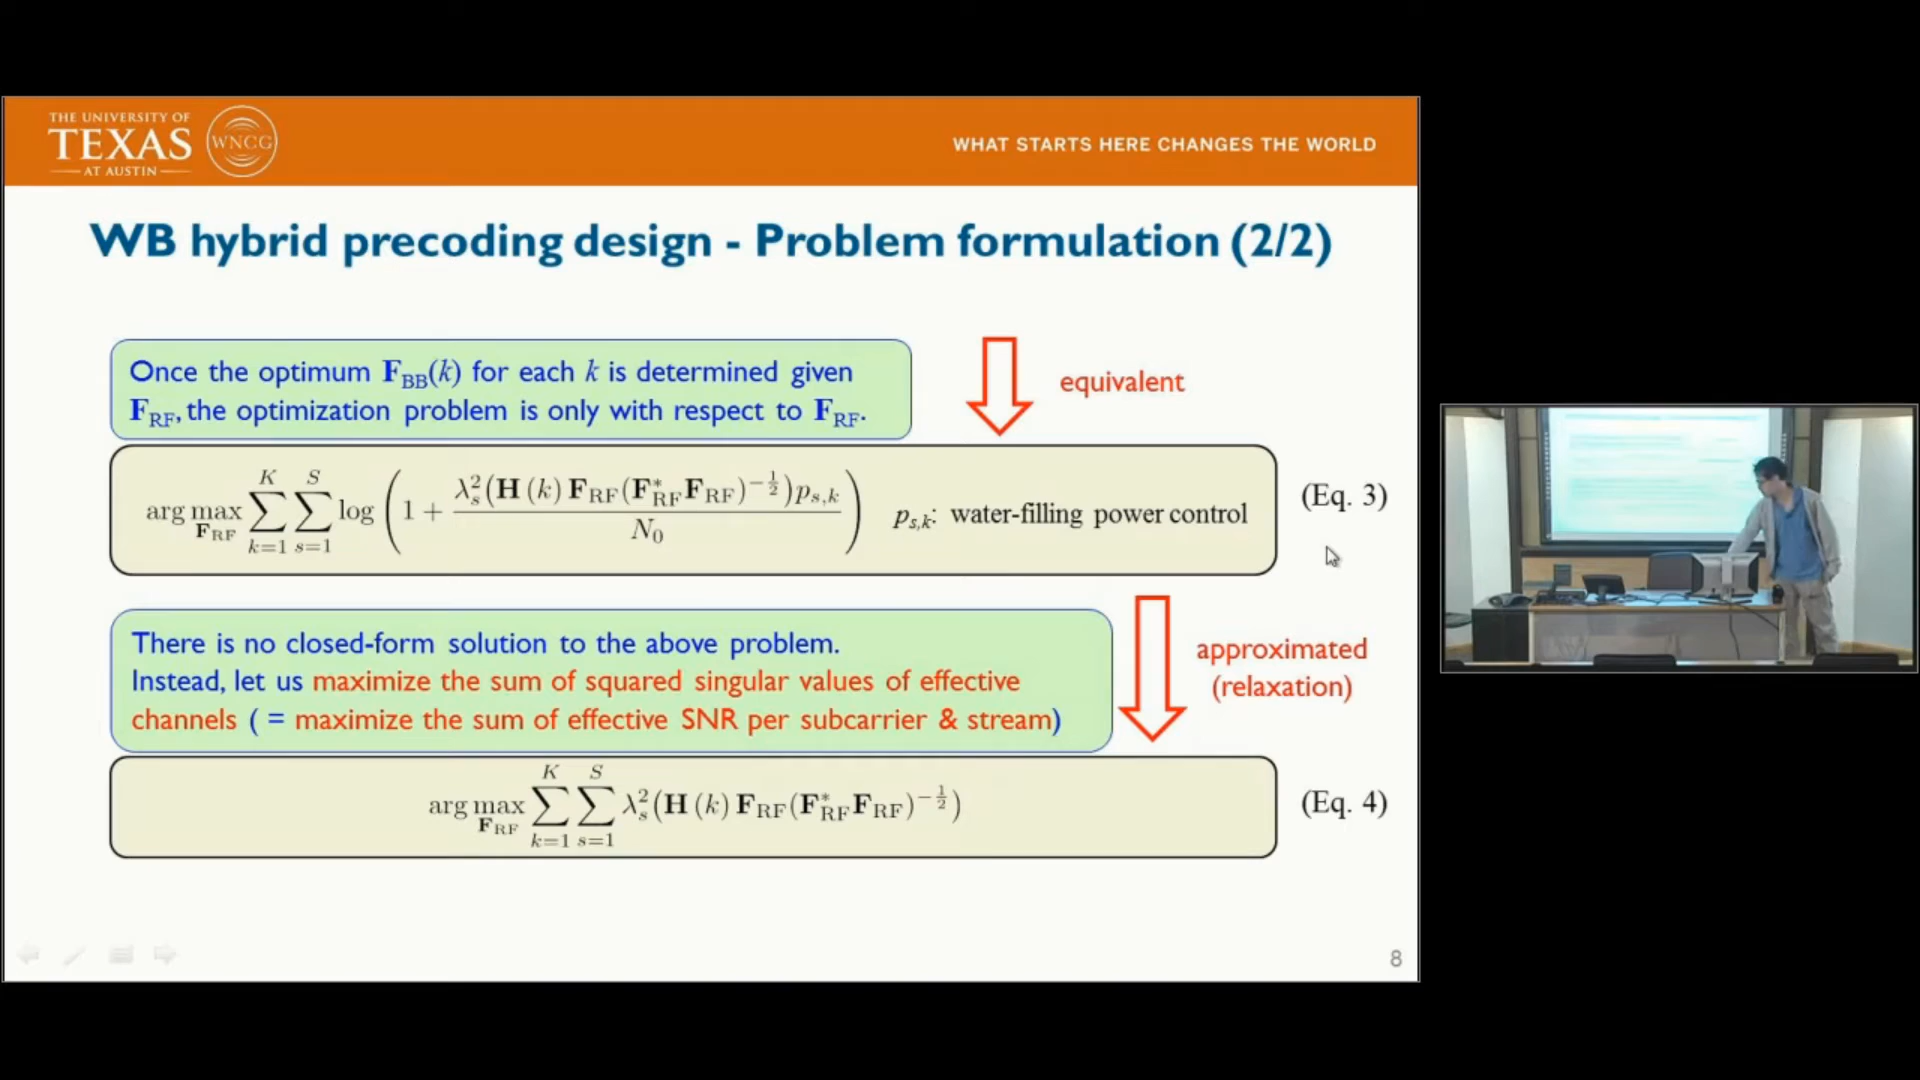 THE UNIVERSITY OF
TEXAS
AT AUSTIN
WNCG
WHAT STARTS HERE CHANGES THE WORLD
WB hybrid precoding design - Problem formulation (2/2)
Once the optimum F_BB(k) for each k is determined given
F_RF, the optimization problem is only with respect to F_RF.
equivalent
arg max_{F_RF} ∑_{k=1}^{K} ∑_{s=1}^{S} log (1 + λ_s^2(H (k) F_RF(F_RF^* F_RF)^{-1/2})p_{s,k} / N_0) p_{s,k}: water-filling power control
(Eq. 3)
There is no closed-form solution to the above problem.
Instead, let us maximize the sum of squared singular values of effective
channels ( = maximize the sum of effective SNR per subcarrier & stream)
approximated
(relaxation)
arg max_{F_RF} ∑_{k=1}^{K} ∑_{s=1}^{S} λ_s^2(H (k) F_RF(F_RF^* F_RF)^{-1/2})
(Eq. 4)
8